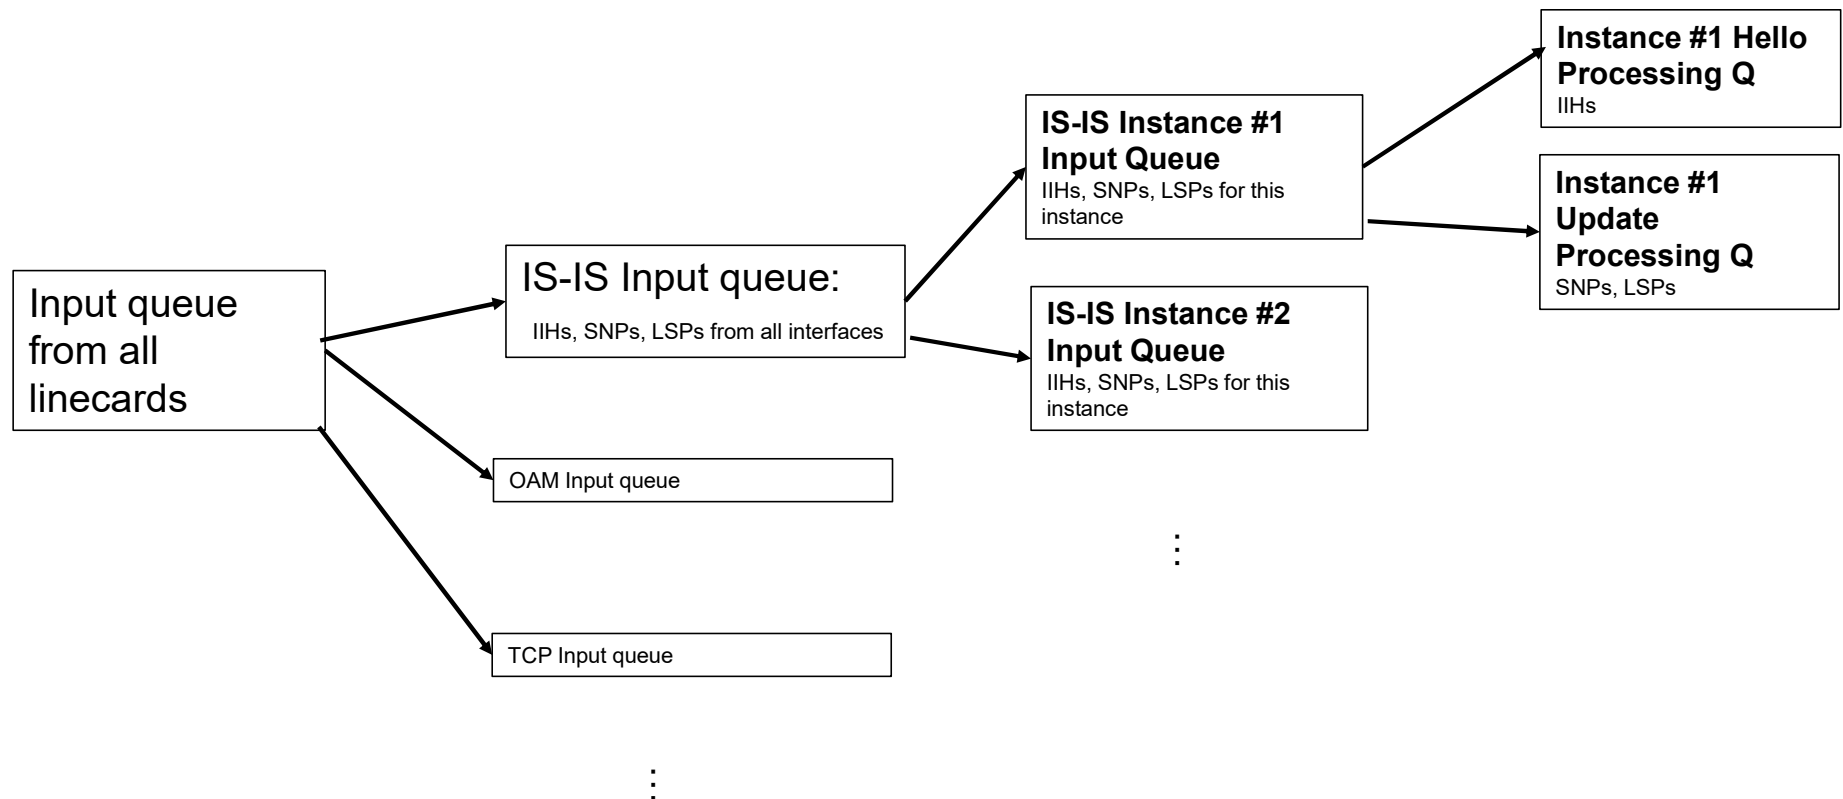 Input queue
from all
linecards
IS-IS Input queue:
IIHs, SNPs, LSPs from all interfaces
OAM Input queue
TCP Input queue
⋮
IS-IS Instance #1
Input Queue
IIHs, SNPs, LSPs for this
instance
IS-IS Instance #2
Input Queue
IIHs, SNPs, LSPs for this
instance
⋮
Instance #1 Hello
Processing Q
IIHs
Instance #1
Update
Processing Q
SNPs, LSPs